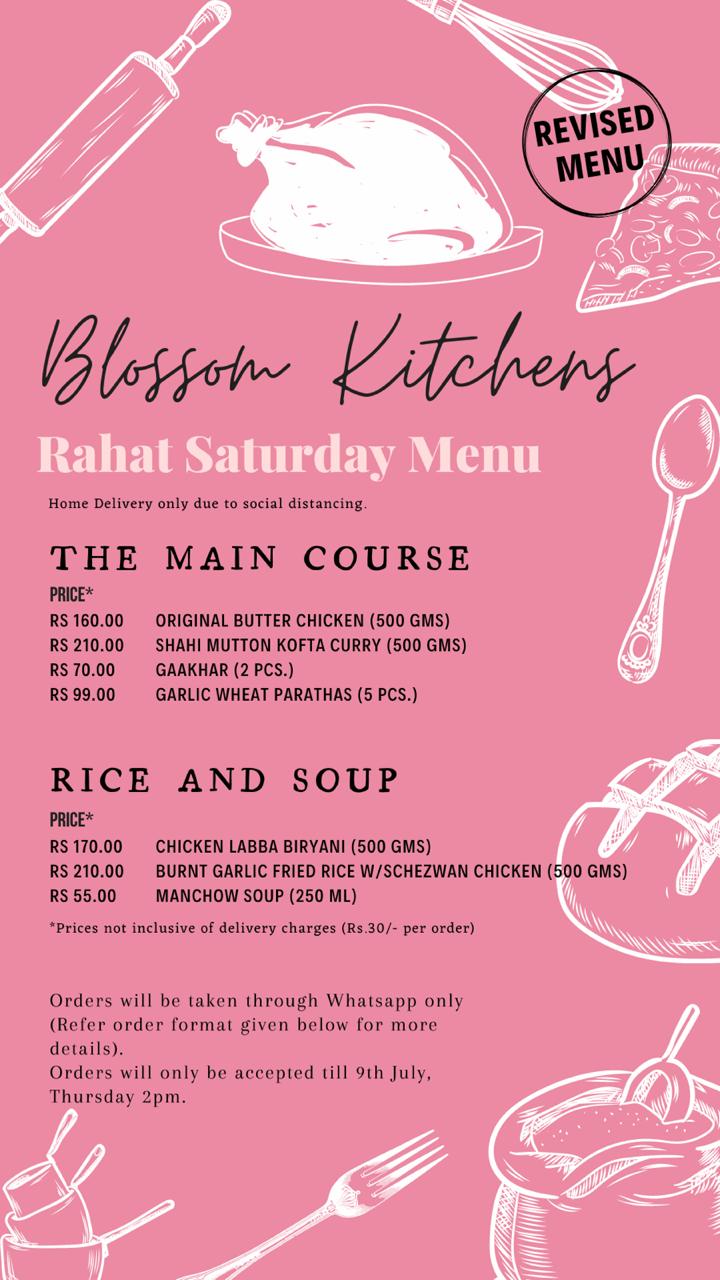 REVISED
MENU
Blossom Kitchens
Rahat Saturday Menu
Home Delivery only due to social distancing.
THE MAIN COURSE
PRICE*
RS 160.00 ORIGINAL BUTTER CHICKEN (500 GMS)
RS 210.00 SHAHI MUTTON KOFTA CURRY (500 GMS)
RS 70.00 GAAKHAR (2 PCS.)
RS 99.00 GARLIC WHEAT PARATHAS (5 PCS.)
RICE AND SOUP
PRICE*
RS 170.00 CHICKEN LABBA BIRYANI (500 GMS)
RS 210.00 BURNT GARLIC FRIED RICE W/SCHEZWAN CHICKEN (500 GMS)
RS 55.00 MANCHOW SOUP (250 ML)
*Prices not inclusive of delivery charges (Rs.30/- per order)
Orders will be taken through Whatsapp only
(Refer order format given below for more
details).
Orders will only be accepted till 9th July,
Thursday 2pm.